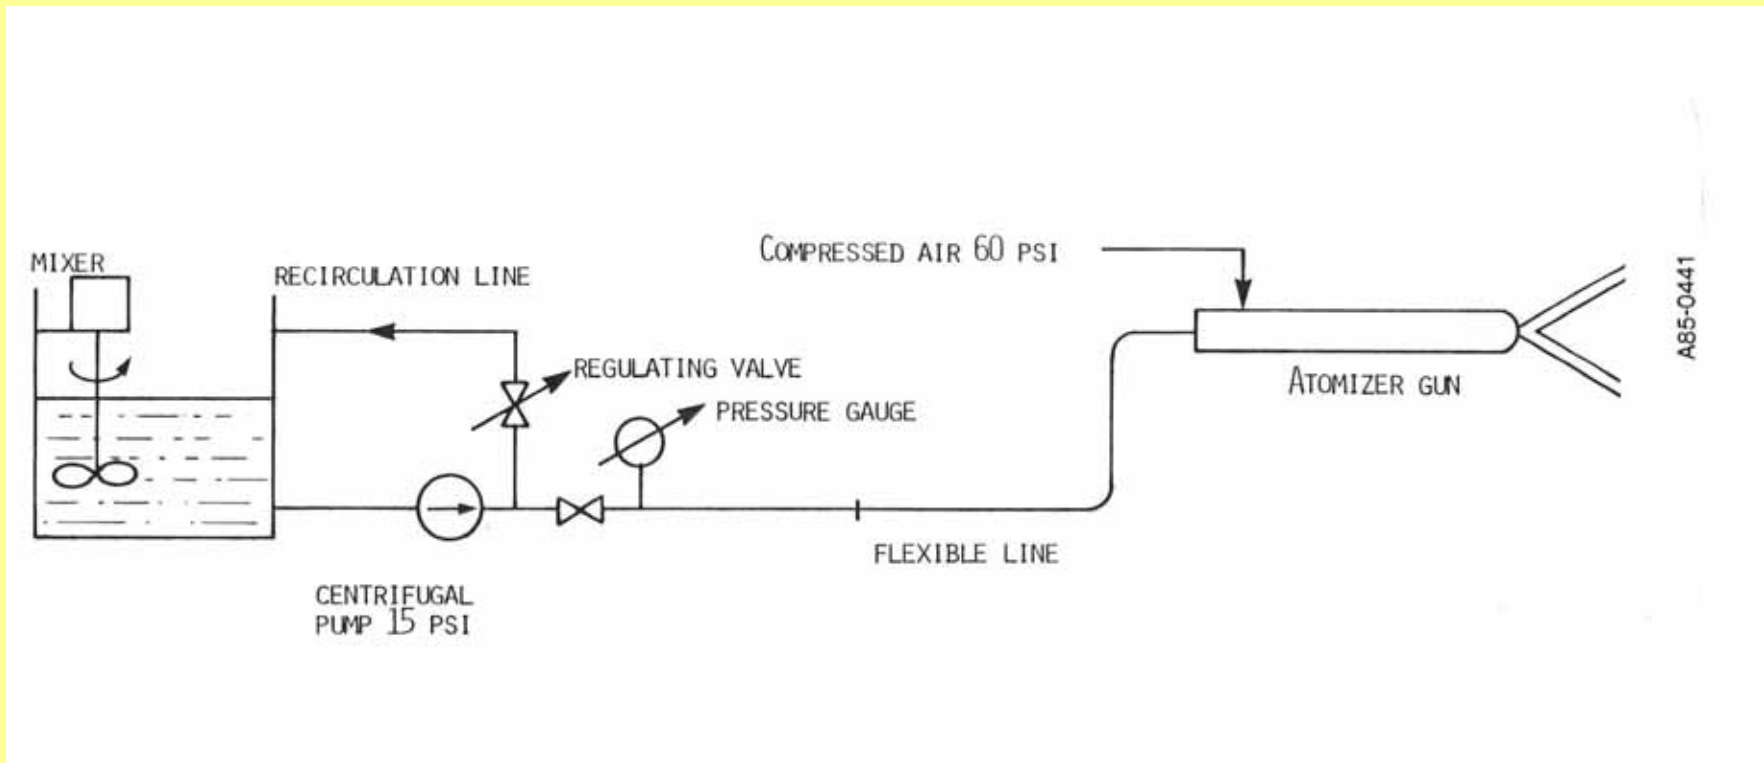 MIXER
RECIRCULATION LINE
COMPRESSED AIR 60 PSI
REGULATING VALVE
PRESSURE GAUGE
ATOMIZER GUN
A85-0441
FLEXIBLE LINE
CENTRIFUGAL
PUMP 15 PSI